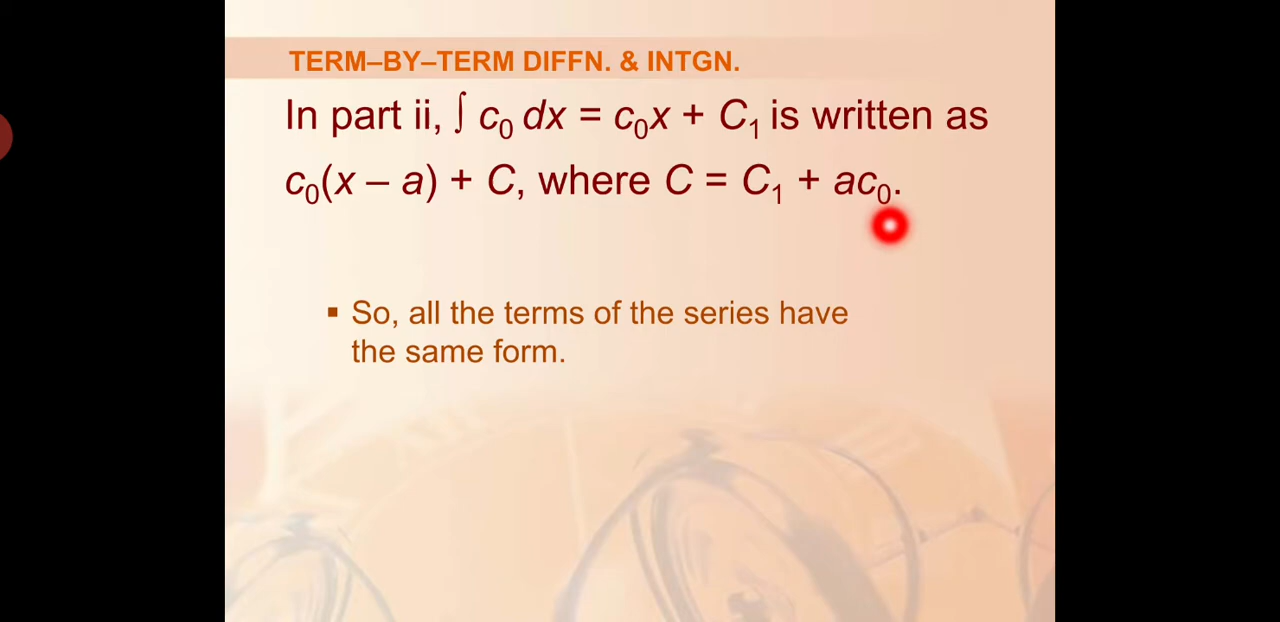 TERM–BY–TERM DIFFN. & INTGN.
In part ii, ∫ c₀ dx = c₀x + C₁ is written as
c₀(x – a) + C, where C = C₁ + ac₀.
▪ So, all the terms of the series have
the same form.